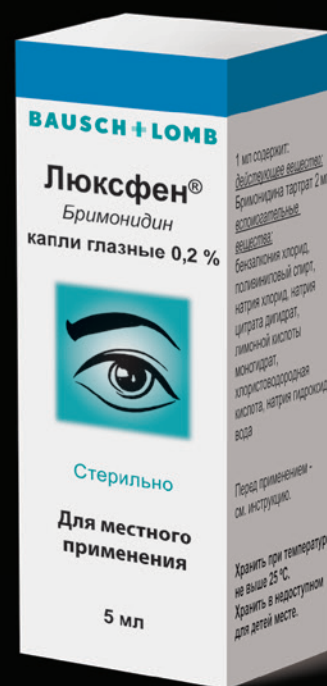 BAUSCH+LOMB
Люксфен®
Бримонидин
капли глазные 0,2 %
Стерильно
Для местного
применения
5 мл
1 мл содержит:
действующее вещество:
Бримонидина тартрат 2 мг
вспомогательные
вещества:
бензалкония хлорид,
поливиниловый спирт,
натрия хлорид, натрия
цитрата дигидрат,
лимонной кислоты
моногидрат,
хлористоводородная
кислота, натрия гидроксид
вода
Перед применением -
см. инструкцию.
Хранить при температуре
не выше 25 ºC.
Хранить в недоступном
для детей месте.